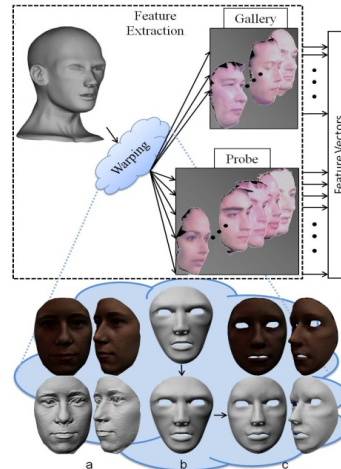 Feature
Extraction
Gallery
Warping
Probe
Feature Vectors
a
b
c